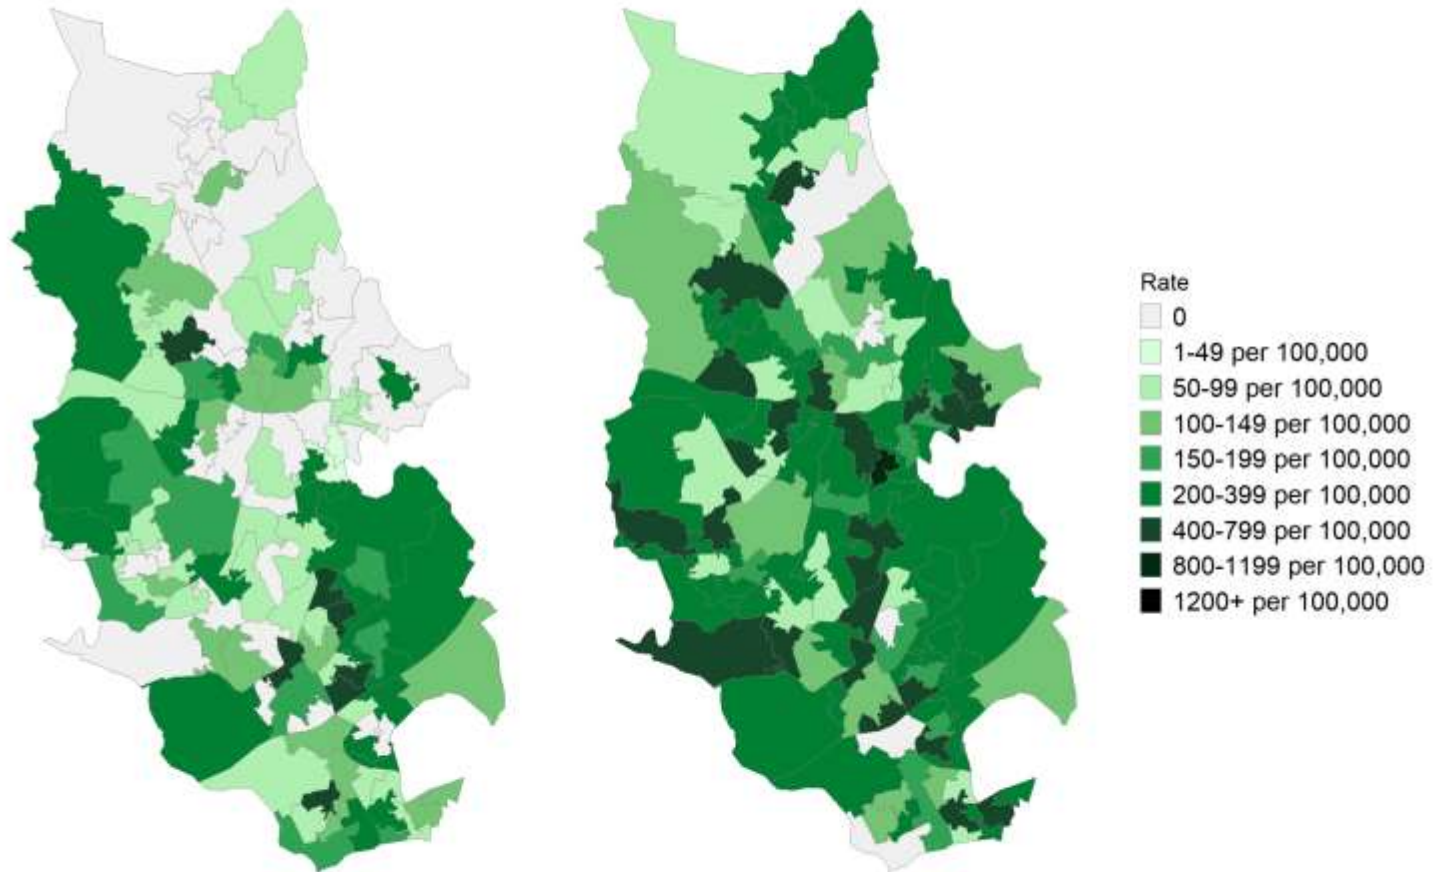 Rate
0
1-49 per 100,000
50-99 per 100,000
100-149 per 100,000
150-199 per 100,000
200-399 per 100,000
400-799 per 100,000
800-1199 per 100,000
1200+ per 100,000